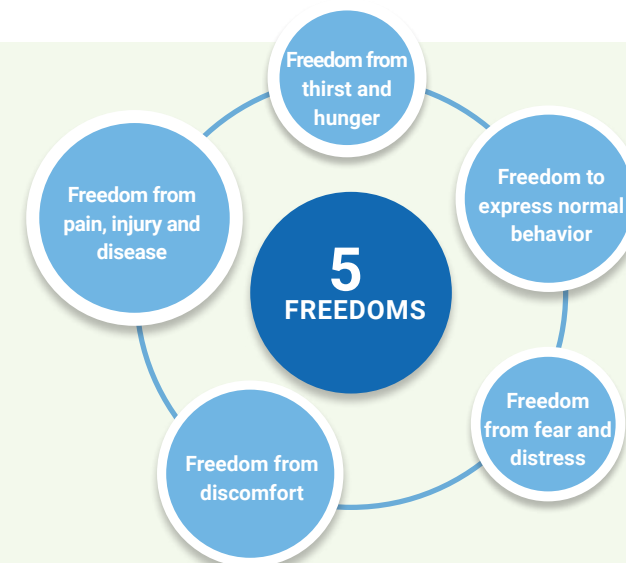 Freedom from
thirst and
hunger
Freedom to
express normal
behavior
Freedom
from fear and
distress
Freedom from
discomfort
Freedom from
pain, injury and
disease
5
FREEDOMS